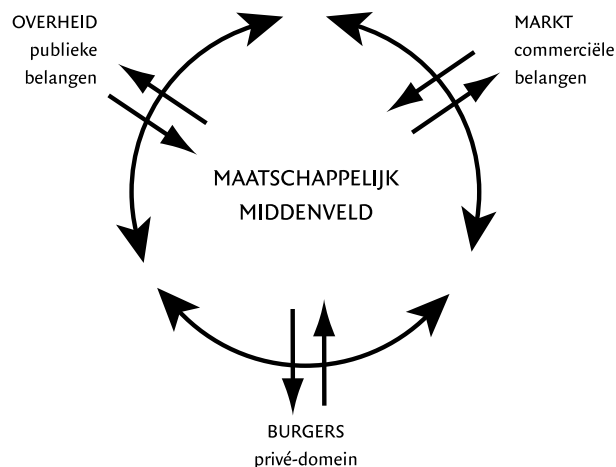 OVERHEID
publieke
belangen
MARKT
commerciële
belangen
MAATSCHAPPELIJK
MIDDENVELD
BURGERS
privé-domein